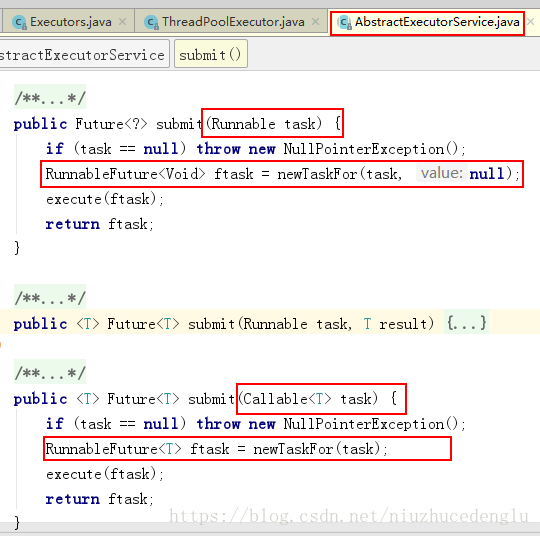 Executors.java ThreadPoolExecutor.java AbstractExecutorService.java
stractExecutorService submit()
/**...*/
public Future<?> submit(Runnable task) {
if (task == null) throw new NullPointerException();
RunnableFuture<Void> ftask = newTaskFor(task, value: null);
execute(ftask);
return ftask;
}
/**...*/
public <T> Future<T> submit(Runnable task, T result) {...}
/**...*/
public <T> Future<T> submit(Callable<T> task) {
if (task == null) throw new NullPointerException();
RunnableFuture<T> ftask = newTaskFor(task);
execute(ftask);
return ftask;
}
https://blog.csdn.net/niuzhucedenglu